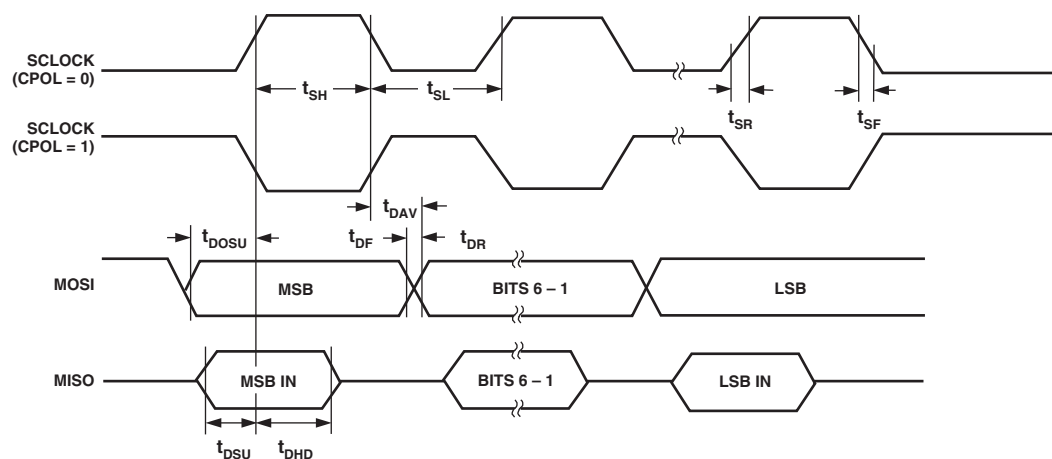 SCLOCK
(CPOL = 0)
tSH
tSL
tSR
tSF
SCLOCK
(CPOL = 1)
tDAV
tDOSU
tDF
tDR
MOSI
MSB
BITS 6 – 1
LSB
MISO
MSB IN
BITS 6 – 1
LSB IN
tDSU
tDHD